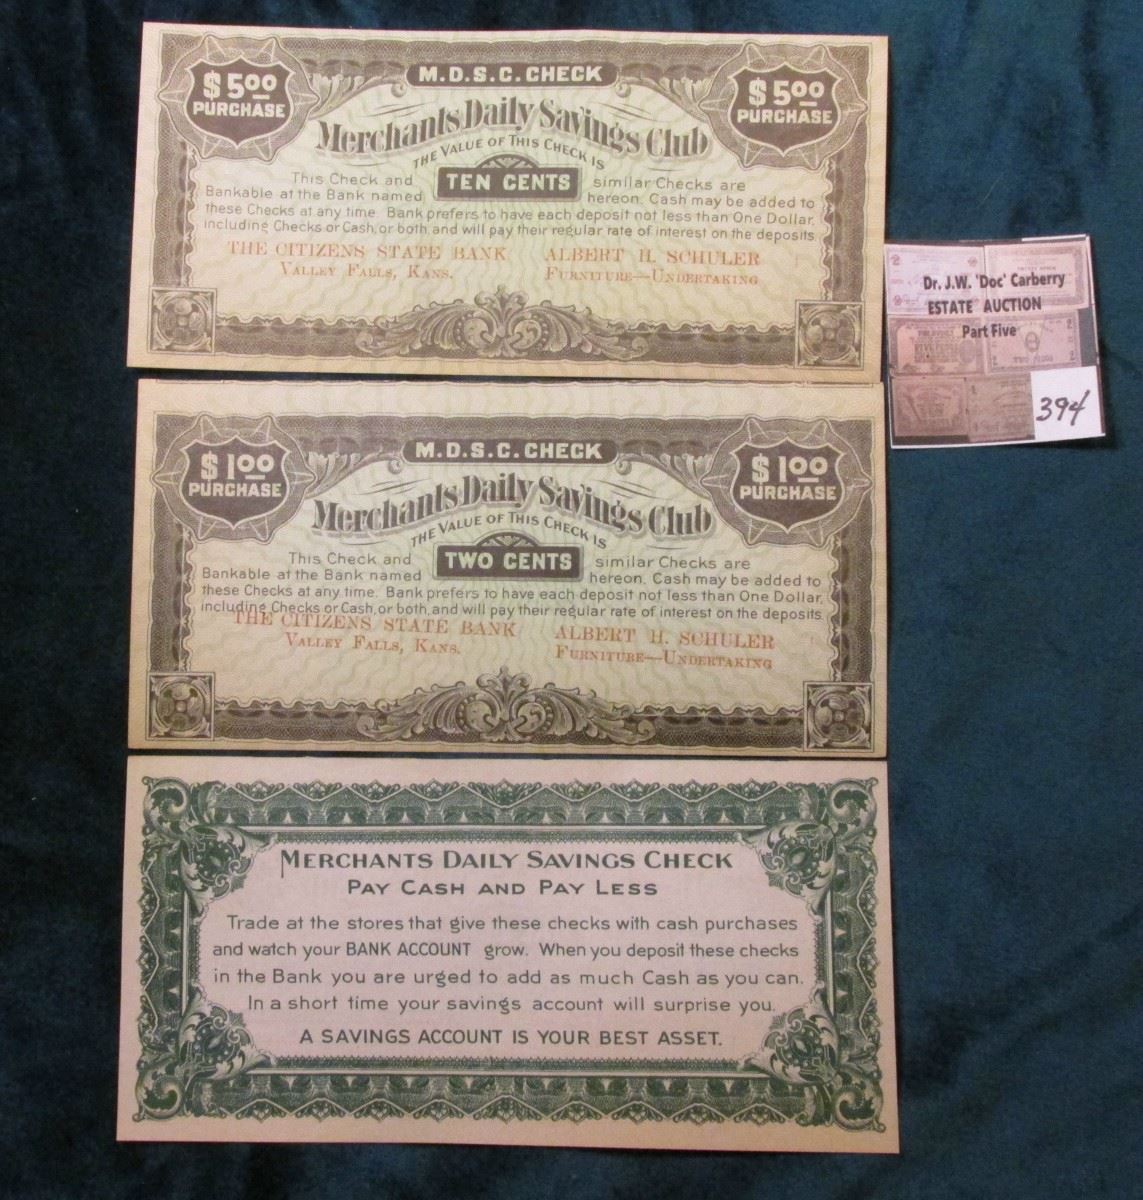 M.D.S.C. CHECK
$5.00 PURCHASE
$5.00 PURCHASE
Merchants Daily Savings Club
THE VALUE OF THIS CHECK IS
TEN CENTS
This Check and similar Checks are
Bankable at the Bank named hereon. Cash may be added to
these Checks at any time. Bank prefers to have each deposit not less than One Dollar,
including Checks or Cash, or both, and will pay their regular rate of interest on the deposits
THE CITIZENS STATE BANK
VALLEY FALLS, KANS.
ALBERT H. SCHULER
FURNITURE—UNDERTAKING
M.D.S.C. CHECK
$1.00 PURCHASE
$1.00 PURCHASE
Merchants Daily Savings Club
THE VALUE OF THIS CHECK IS
TWO CENTS
This Check and similar Checks are
Bankable at the Bank named hereon. Cash may be added to
these Checks at any time. Bank prefers to have each deposit not less than One Dollar,
including Checks or Cash, or both, and will pay their regular rate of interest on the deposits.
THE CITIZENS STATE BANK
VALLEY FALLS, KANS.
ALBERT H. SCHULER
FURNITURE—UNDERTAKING
MERCHANTS DAILY SAVINGS CHECK
PAY CASH AND PAY LESS
Trade at the stores that give these checks with cash purchases
and watch your BANK ACCOUNT grow. When you deposit these checks
in the Bank you are urged to add as much Cash as you can.
In a short time your savings account will surprise you.
A SAVINGS ACCOUNT IS YOUR BEST ASSET.
Dr. J.W. 'Doc' Carberry
ESTATE AUCTION
Part Five
394